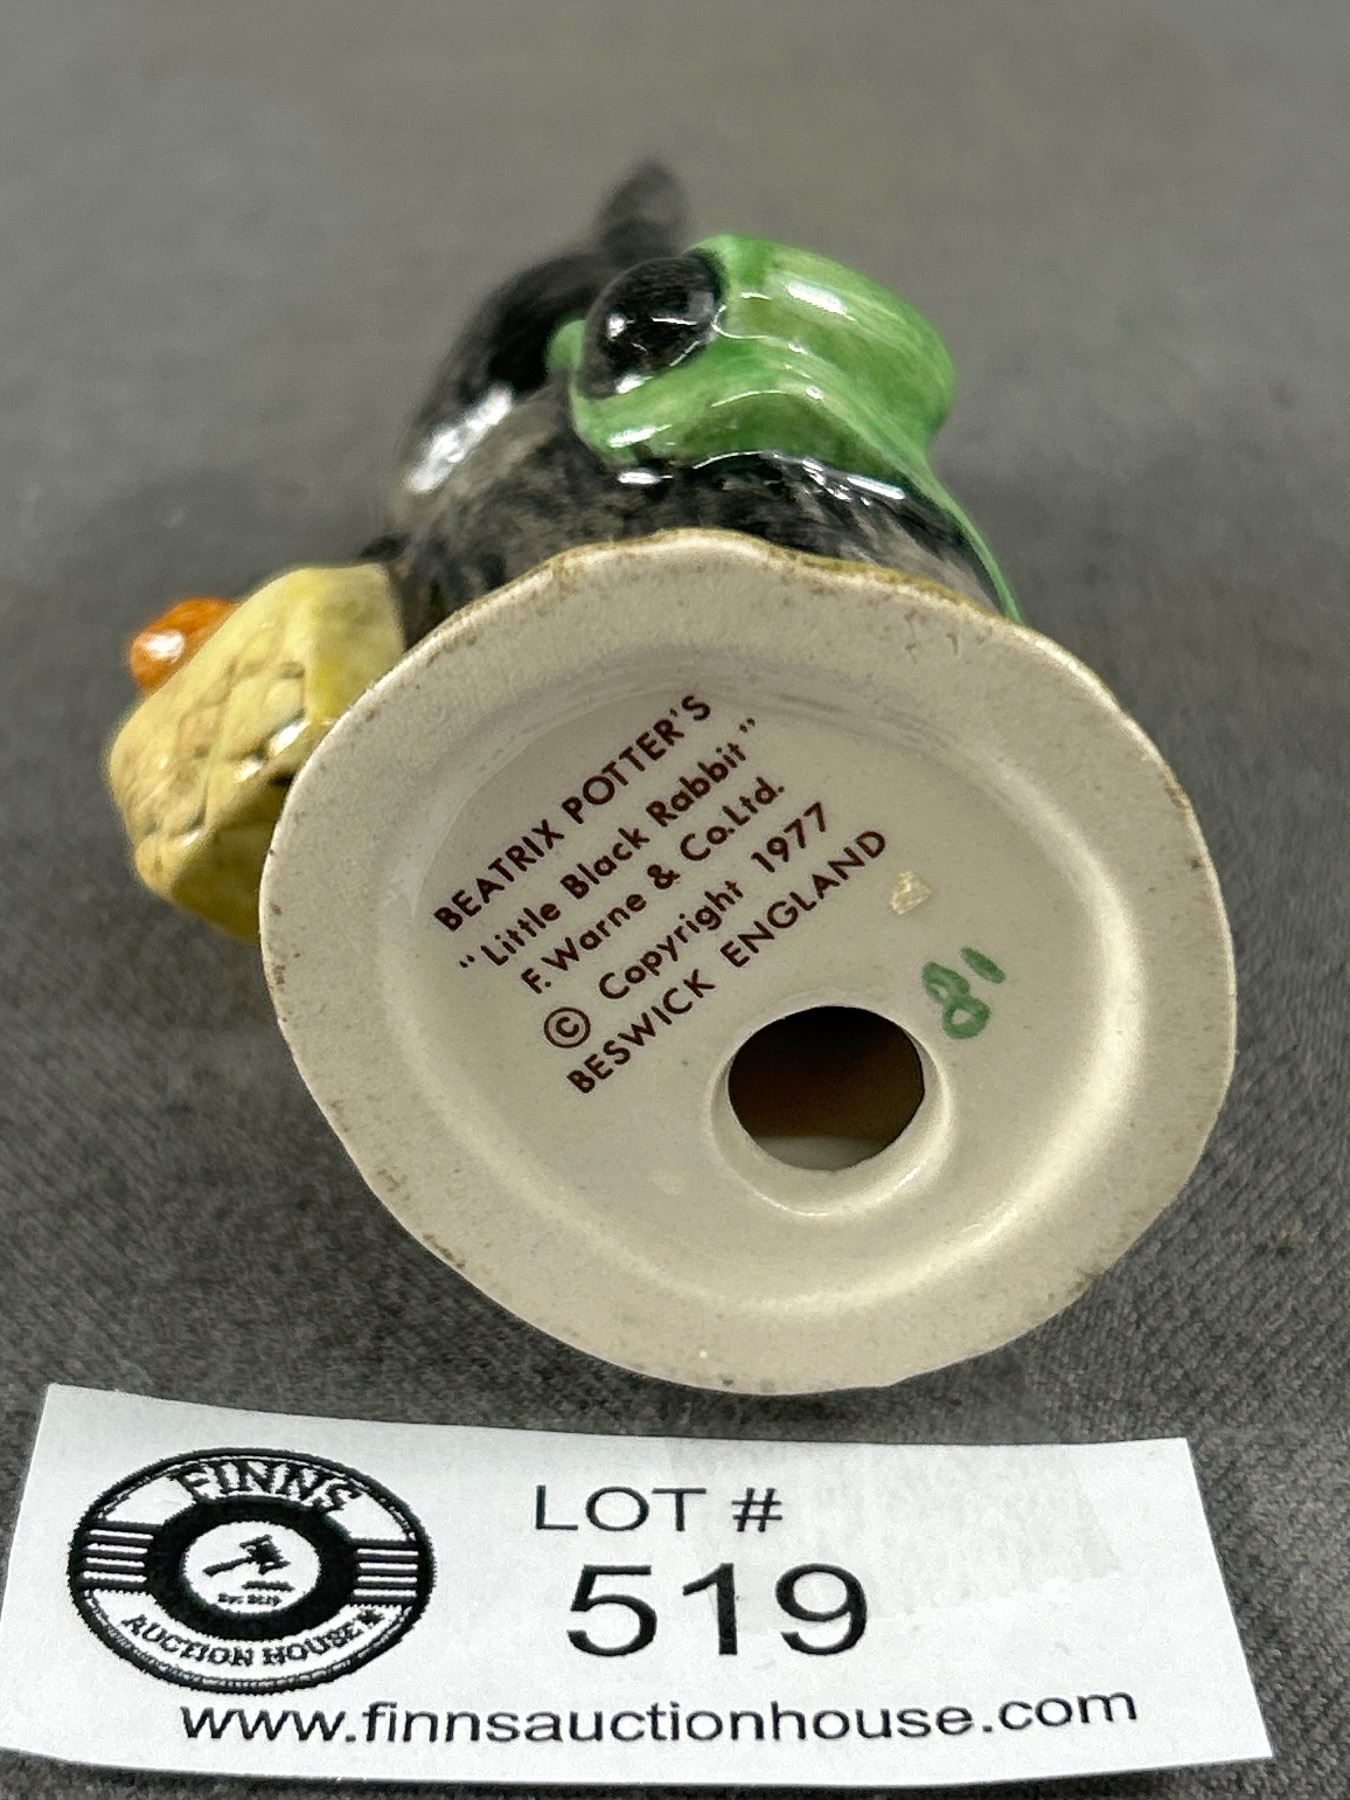 BEATRIX POTTER'S
"Little Black Rabbit"
F. Warne & Co. Ltd.
© Copyright 1977
BESWICK ENGLAND
81
FINNS
AUCTION HOUSE
LOT #
519
www.finnsauctionhouse.com